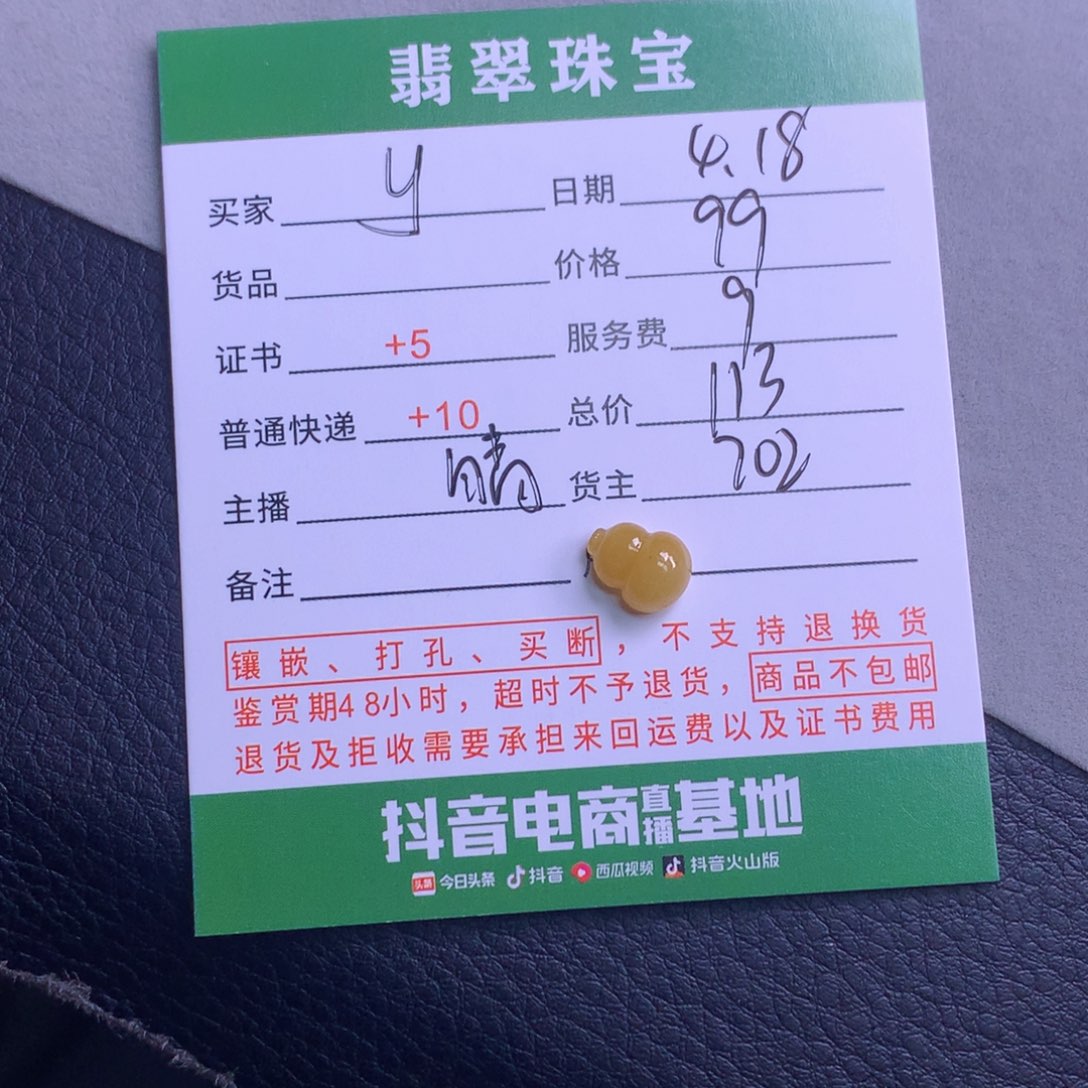 翡翠珠宝
买家 y 日期 4.18
货品 价格 99
证书 +5 服务费 9
普通快递 +10 总价 113
主播 晴 货主 702
备注
镶嵌、打孔、买断，不支持退换货
鉴赏期48小时，超时不予退货，商品不包邮
退货及拒收需要承担来回运费以及证书费用
抖音电商直播基地
头条 今日头条 抖音 西瓜视频 抖音火山版